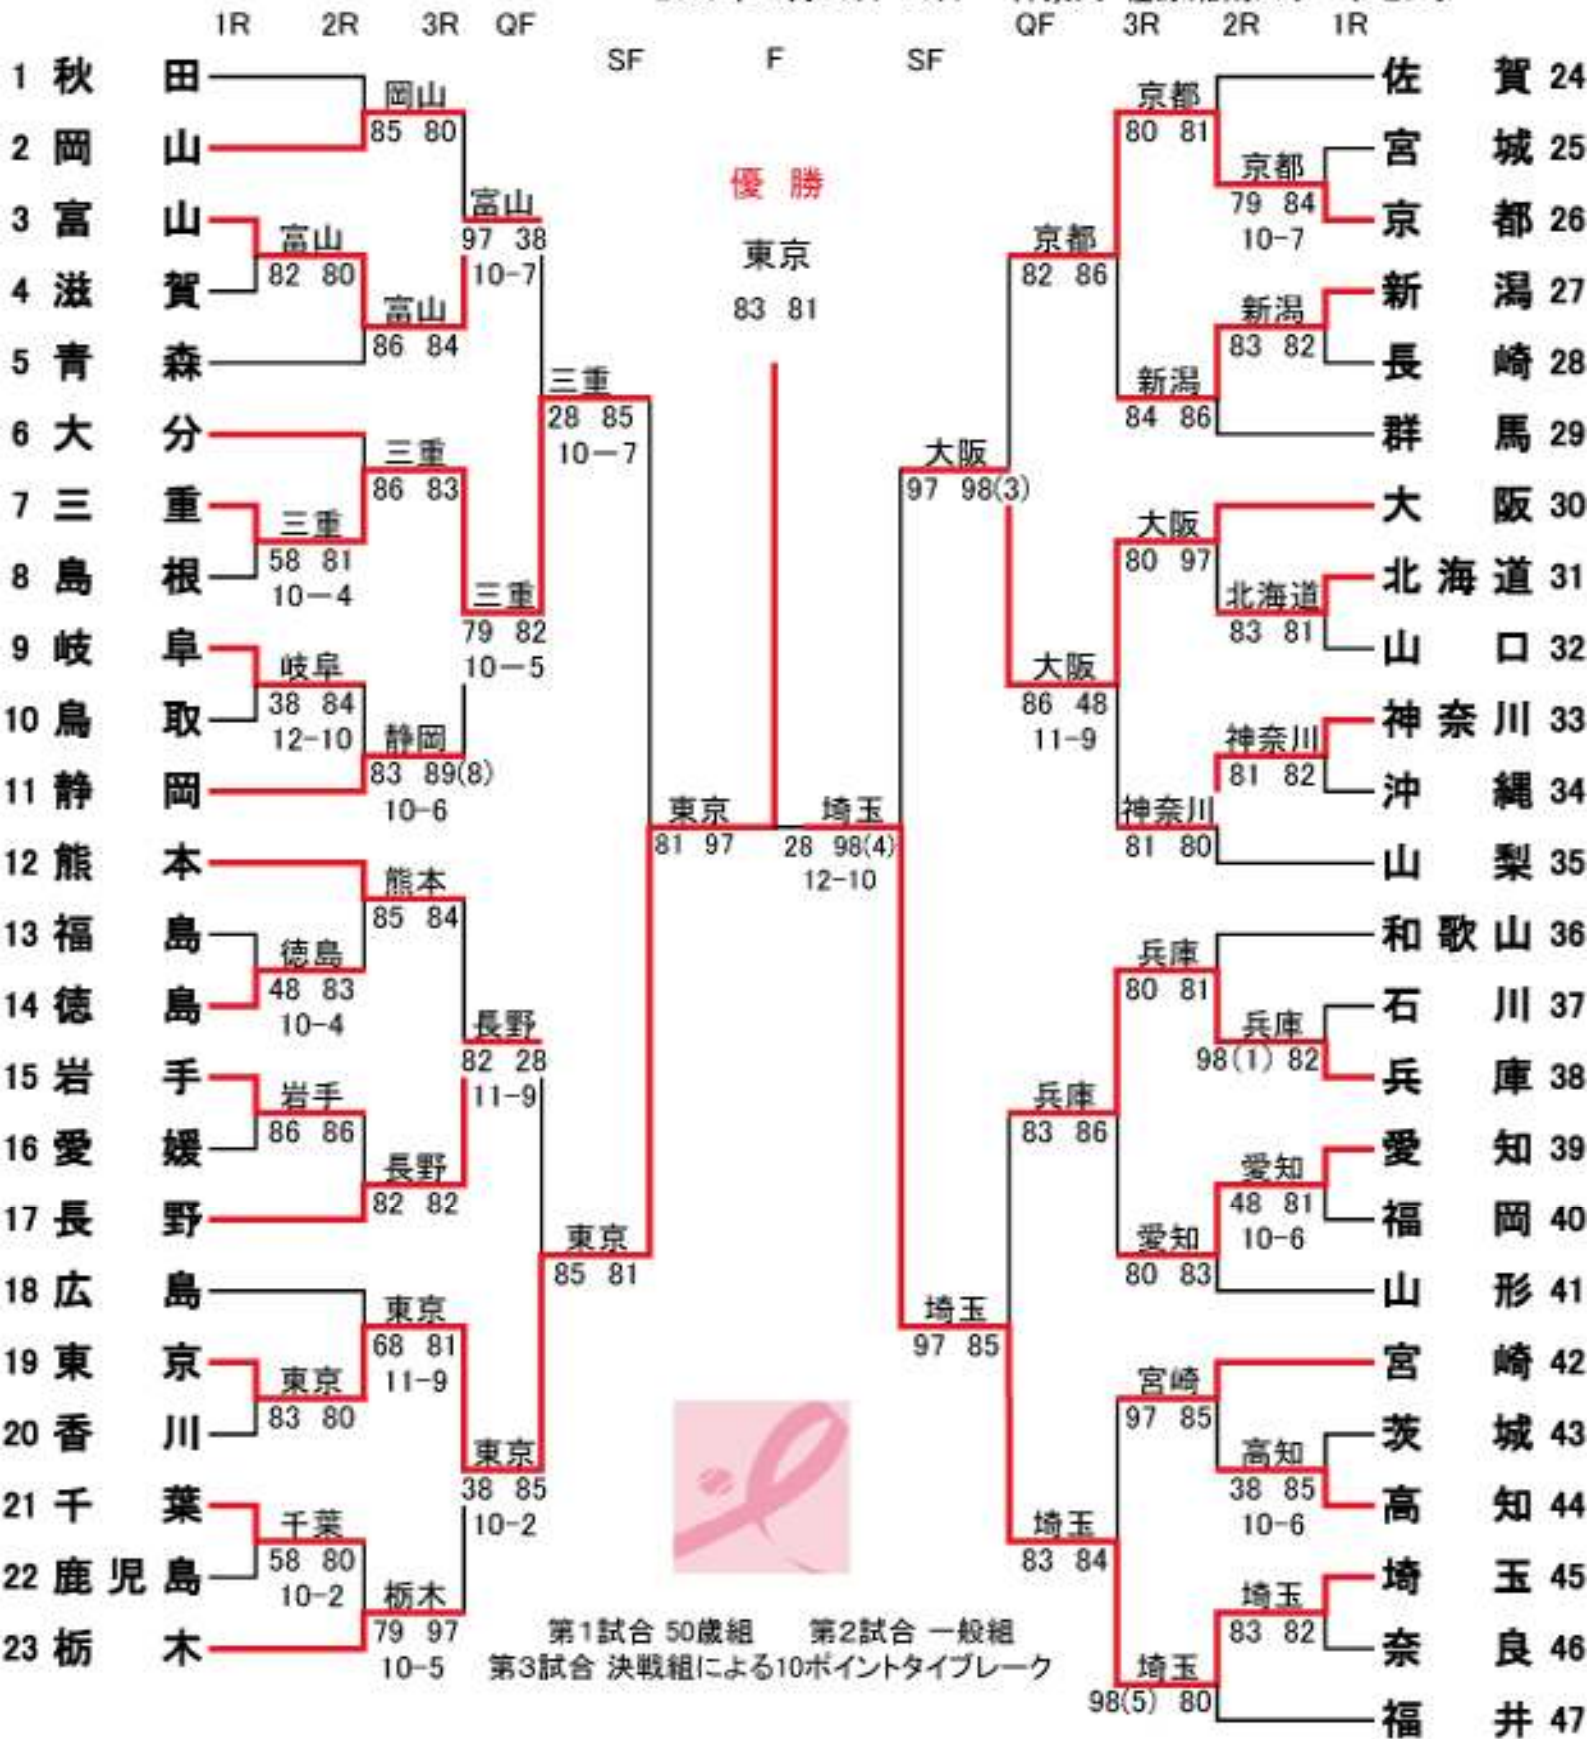 1R 2R 3R QF SF F SF QF 3R 2R 1R
1 秋田
2 岡山
3 富山
4 滋賀
5 青森
6 大分
7 三重
8 島根
9 岐阜
10 鳥取
11 静岡
12 熊本
13 福島
14 徳島
15 岩手
16 愛媛
17 長野
18 広島
19 東京
20 香川
21 千葉
22 鹿児島
23 栃木
富山
82 80
三重
58 81
10-4
岐阜
38 84
12-10
徳島
48 83
10-4
岩手
86 86
東京
83 80
千葉
58 80
10-2
岡山
85 80
富山
86 84
三重
86 83
静岡
83 89(8)
10-6
熊本
85 84
長野
82 82
東京
68 81
11-9
栃木
79 97
10-5
富山
97 38
10-7
三重
79 82
10-5
長野
82 28
11-9
東京
38 85
10-2
三重
28 85
10-7
東京
85 81
東京
81 97
優勝
東京
83 81
埼玉
28 98(4)
12-10
大阪
97 98(3)
埼玉
97 85
京都
82 86
大阪
86 48
11-9
兵庫
83 86
埼玉
83 84
京都
80 81
新潟
84 86
大阪
80 97
神奈川
81 80
兵庫
80 81
愛知
80 83
宮崎
97 85
埼玉
98(5) 80
京都
79 84
10-7
新潟
83 82
北海道
83 81
神奈川
81 82
兵庫
98(1) 82
愛知
48 81
10-6
高知
38 85
10-6
埼玉
83 82
佐賀 24
宮城 25
京都 26
新潟 27
長崎 28
群馬 29
大阪 30
北海道 31
山口 32
神奈川 33
沖縄 34
山梨 35
和歌山 36
石川 37
兵庫 38
愛知 39
福岡 40
山形 41
宮崎 42
茨城 43
高知 44
埼玉 45
奈良 46
福井 47
第1試合 50歳組 第2試合 一般組
第3試合 決戦組による10ポイントタイブレーク